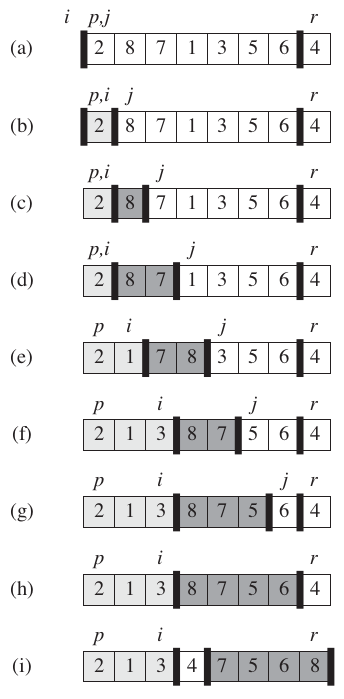 i p,j r
(a) 2 8 7 1 3 5 6 4
p,i j r
(b) 2 8 7 1 3 5 6 4
p,i j r
(c) 2 8 7 1 3 5 6 4
p,i j r
(d) 2 8 7 1 3 5 6 4
p i j r
(e) 2 1 7 8 3 5 6 4
p i j r
(f) 2 1 3 8 7 5 6 4
p i j r
(g) 2 1 3 8 7 5 6 4
p i r
(h) 2 1 3 8 7 5 6 4
p i r
(i) 2 1 3 4 7 5 6 8